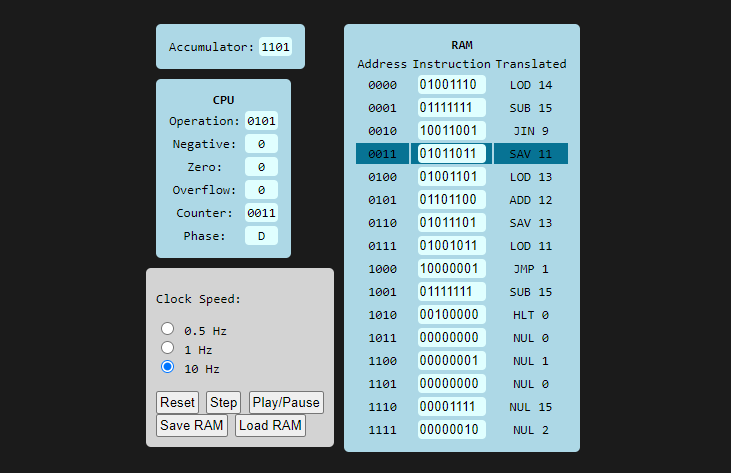 Accumulator: 1101
CPU
Operation: 0101
Negative: 0
Zero: 0
Overflow: 0
Counter: 0011
Phase: D
Clock Speed:
0.5 Hz
1 Hz
10 Hz
Reset Step Play/Pause
Save RAM Load RAM
RAM
Address Instruction Translated
0000 01001110 LOD 14
0001 01111111 SUB 15
0010 10011001 JIN 9
0011 01011011 SAV 11
0100 01001101 LOD 13
0101 01101100 ADD 12
0110 01011101 SAV 13
0111 01001011 LOD 11
1000 10000001 JMP 1
1001 01111111 SUB 15
1010 00100000 HLT 0
1011 00000000 NUL 0
1100 00000001 NUL 1
1101 00000000 NUL 0
1110 00001111 NUL 15
1111 00000010 NUL 2